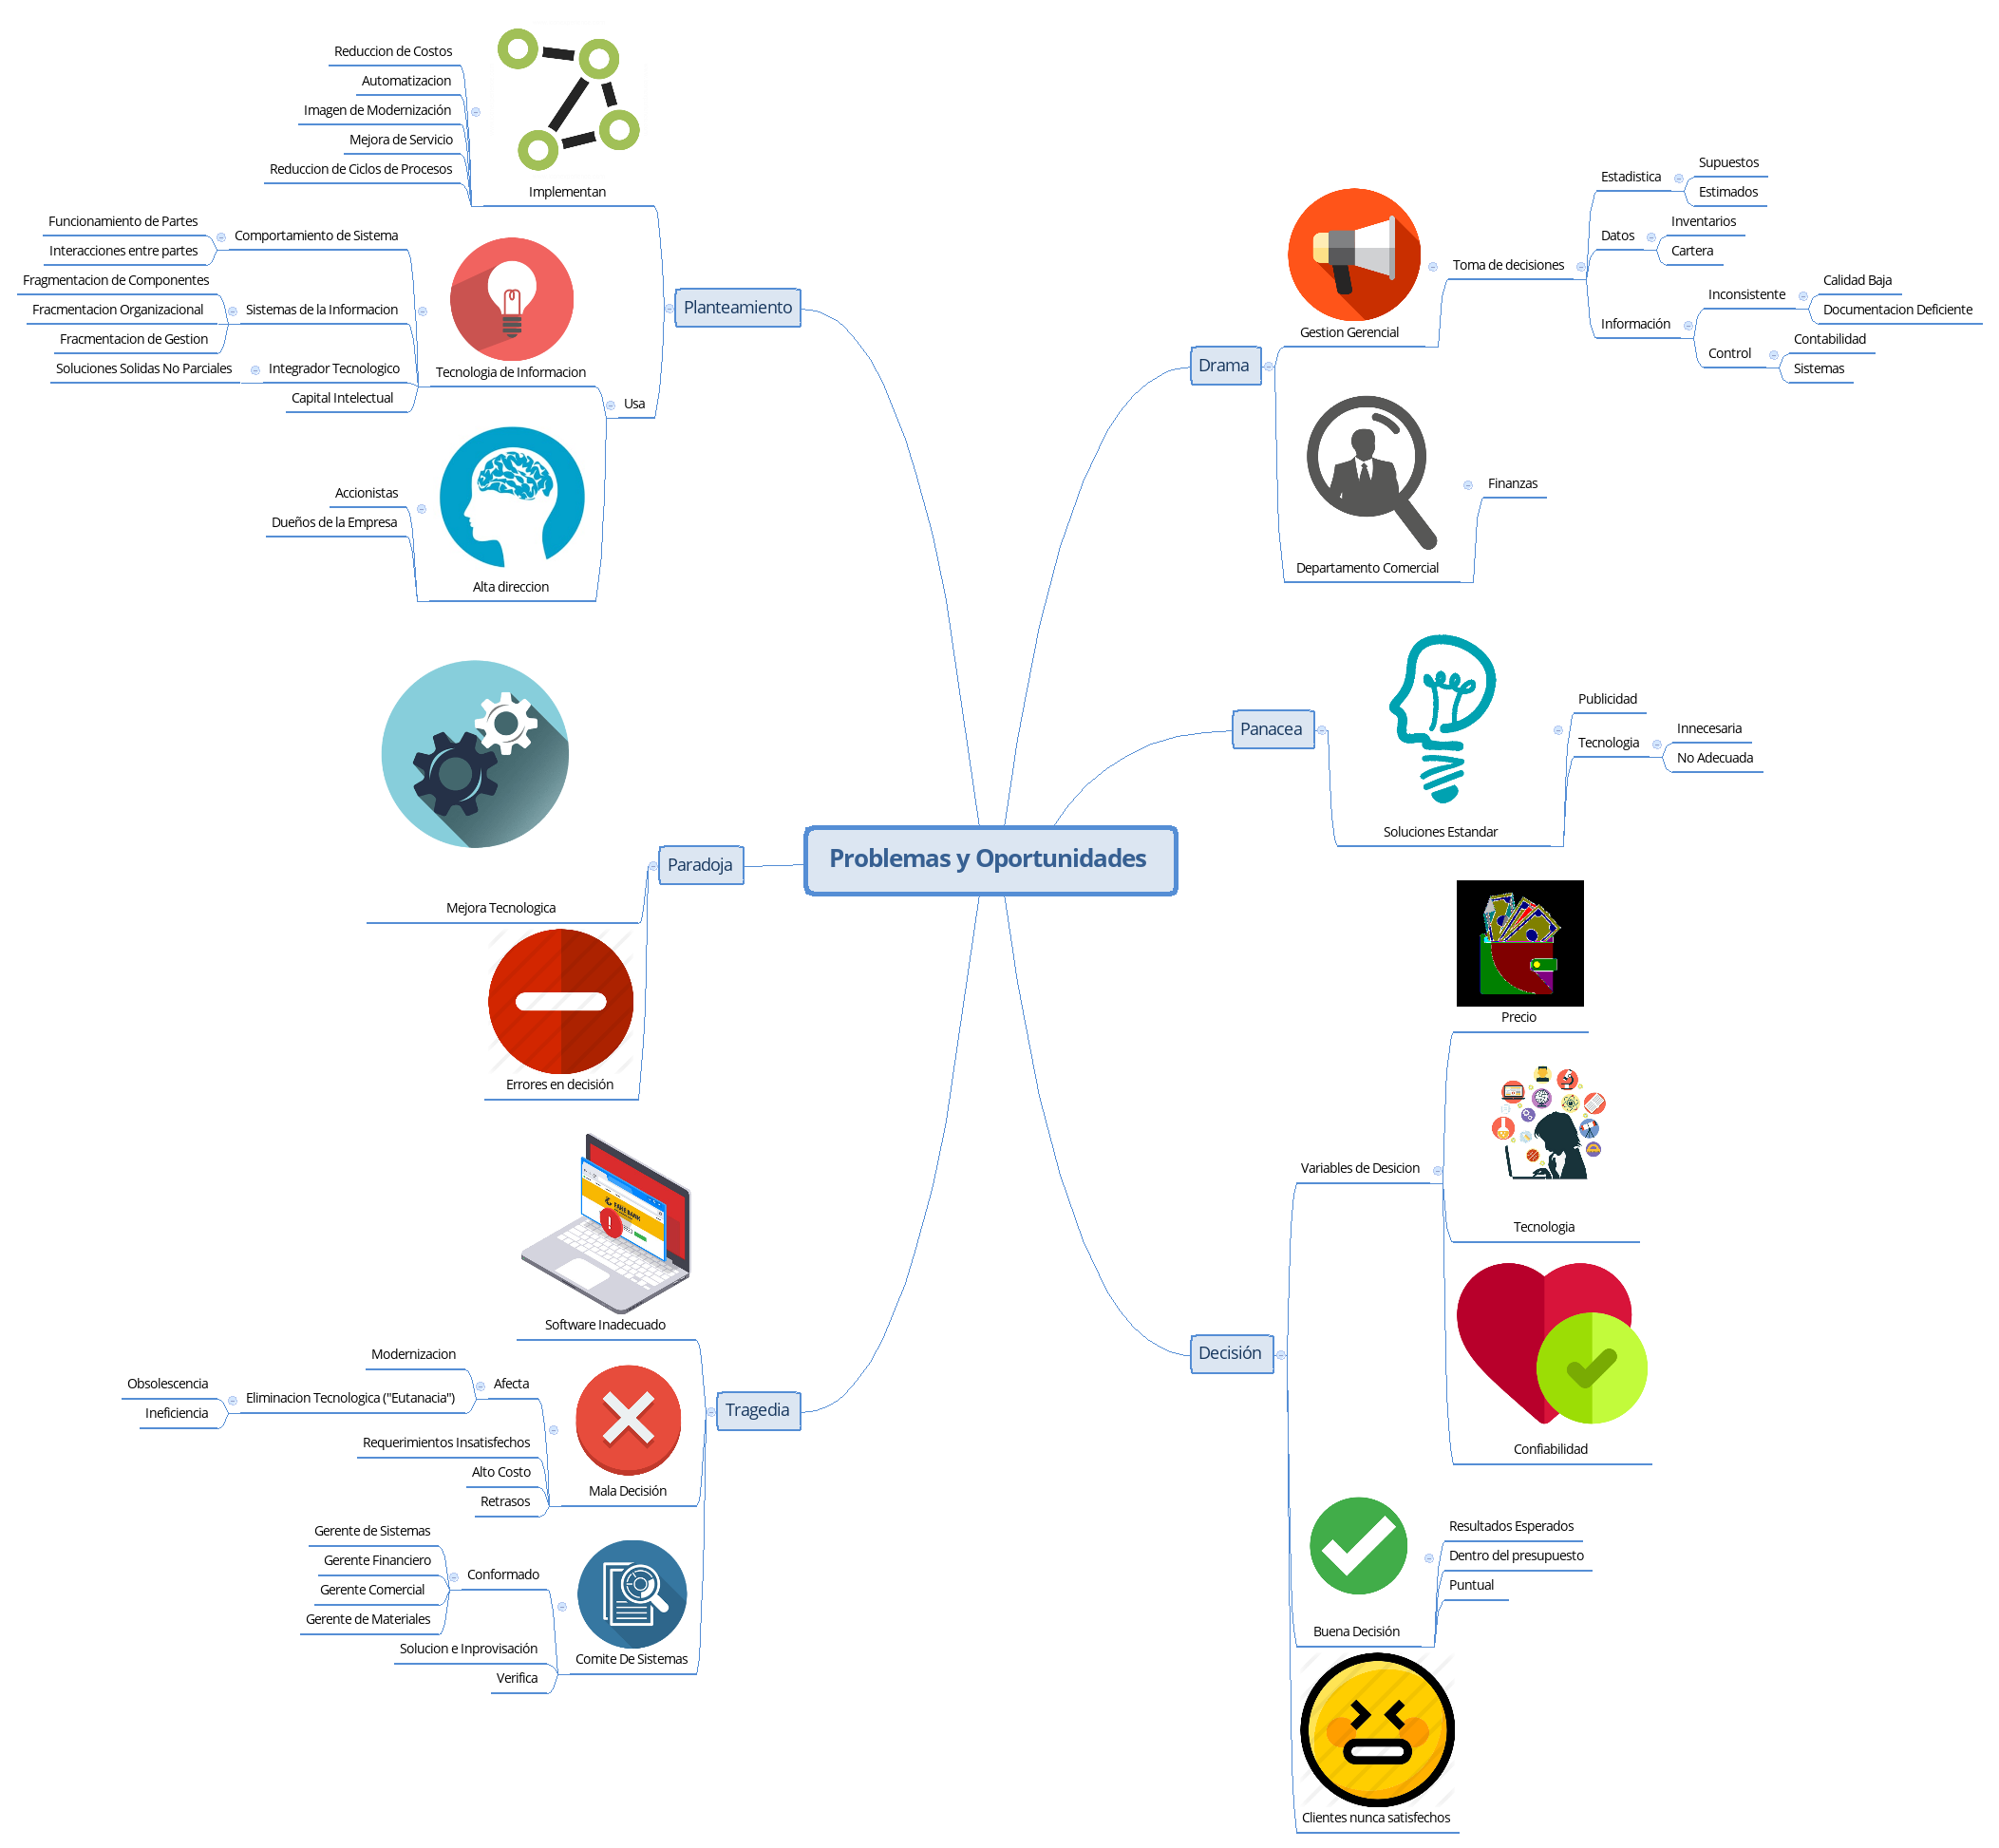 Problemas y Oportunidades
Planteamiento
Implementan
Reduccion de Costos
Automatizacion
Imagen de Modernización
Mejora de Servicio
Reduccion de Ciclos de Procesos
Usa
Tecnologia de Informacion
Comportamiento de Sistema
Funcionamiento de Partes
Interacciones entre partes
Sistemas de la Informacion
Fragmentacion de Componentes
Fracmentacion Organizacional
Fracmentacion de Gestion
Integrador Tecnologico
Soluciones Solidas No Parciales
Capital Intelectual
Alta direccion
Accionistas
Dueños de la Empresa
Paradoja
Mejora Tecnologica
Errores en decisión
Tragedia
Software Inadecuado
Mala Decisión
Afecta
Modernizacion
Eliminacion Tecnologica ("Eutanacia")
Obsolescencia
Ineficiencia
Requerimientos Insatisfechos
Alto Costo
Retrasos
Comite De Sistemas
Conformado
Gerente de Sistemas
Gerente Financiero
Gerente Comercial
Gerente de Materiales
Solucion e Inprovisación
Verifica
Drama
Gestion Gerencial
Toma de decisiones
Estadistica
Supuestos
Estimados
Datos
Inventarios
Cartera
Información
Inconsistente
Calidad Baja
Documentacion Deficiente
Control
Contabilidad
Sistemas
Departamento Comercial
Finanzas
Panacea
Soluciones Estandar
Publicidad
Tecnologia
Innecesaria
No Adecuada
Decisión
Variables de Desicion
Precio
Tecnologia
Confiabilidad
Buena Decisión
Resultados Esperados
Dentro del presupuesto
Puntual
Clientes nunca satisfechos